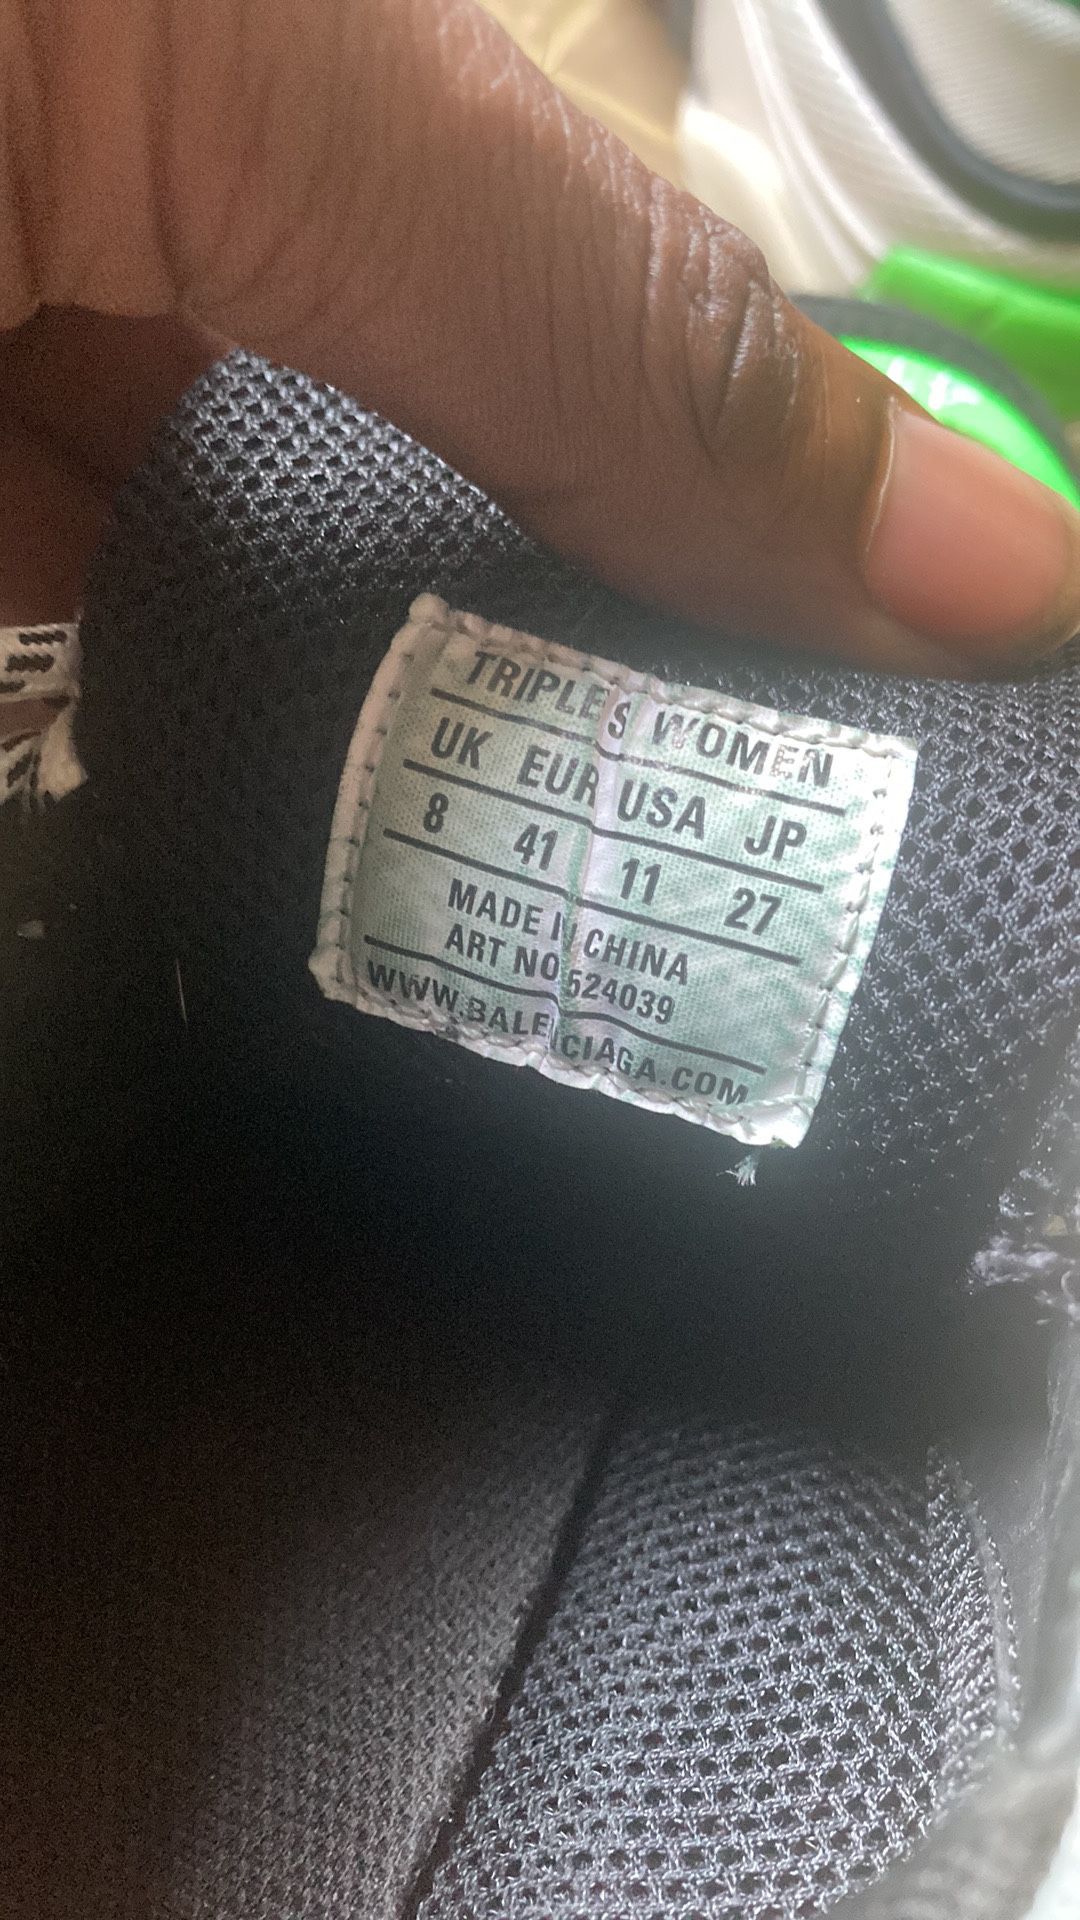 TRIPLE S WOMEN
UK EUR USA JP
8 41 11 27
MADE IN CHINA
ART NO 524039
WWW.BALENCIAGA.COM